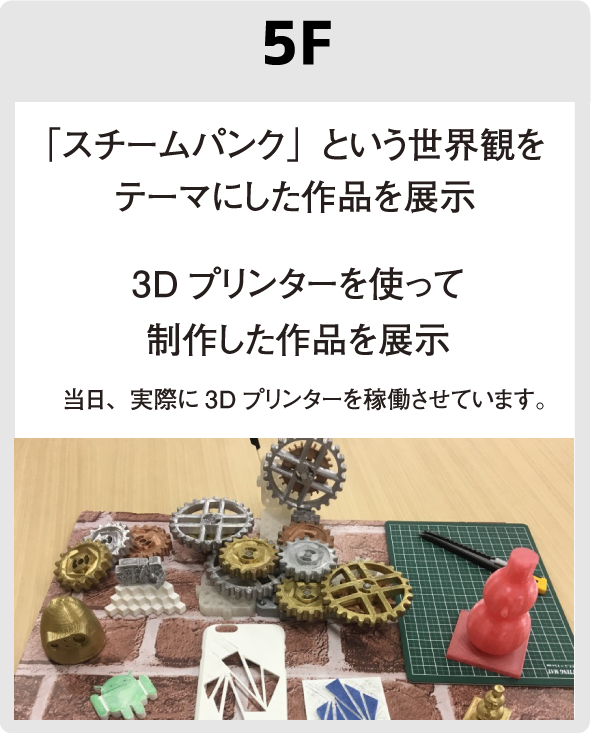 5F
「スチームパンク」という世界観を
テーマにした作品を展示
3D プリンターを使って
制作した作品を展示
当日、実際に 3D プリンターを稼働させています。